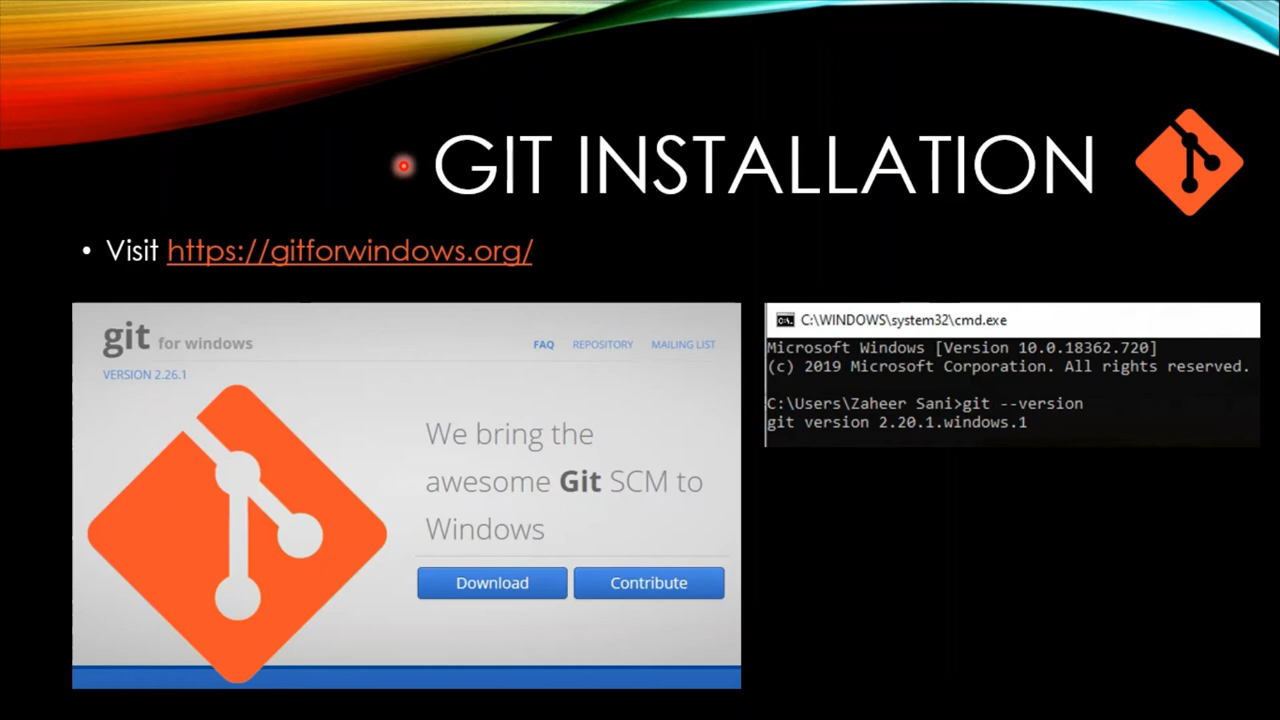 GIT INSTALLATION
• Visit https://gitforwindows.org/
git for windows
FAQ REPOSITORY MAILING LIST
VERSION 2.26.1
We bring the
awesome Git SCM to
Windows
Download Contribute
C:\WINDOWS\system32\cmd.exe
Microsoft Windows [Version 10.0.18362.720]
(c) 2019 Microsoft Corporation. All rights reserved.
C:\Users\Zaheer Sani>git --version
git version 2.20.1.windows.1